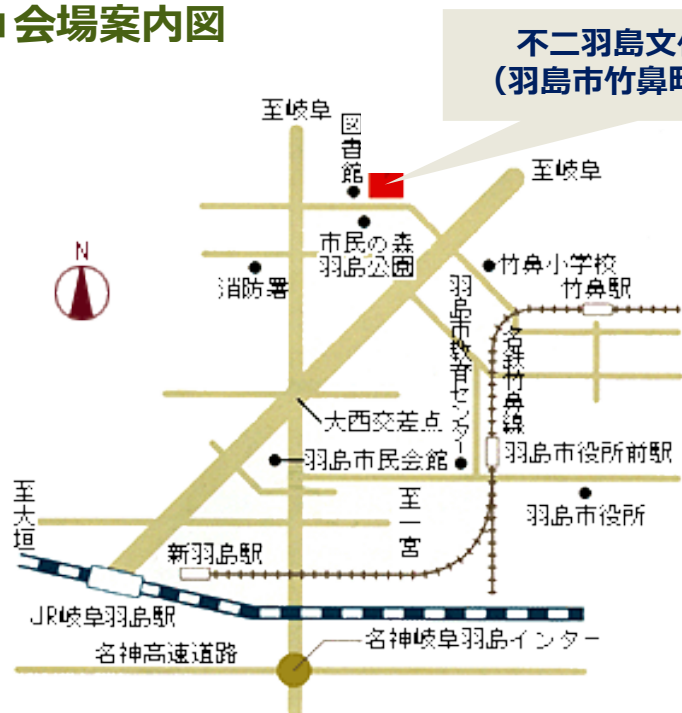 会場案内図
不二羽島文化
(羽島市竹鼻町
至岐阜
図書館
至岐阜
市民の森
羽島公園
N
消防署
竹鼻小学校
竹鼻駅
羽島市教育センター
名鉄竹鼻線
大西交差点
羽島市民会館
羽島市役所前駅
至大垣
至一宮
羽島市役所
新羽島駅
JR岐阜羽島駅
名神岐阜羽島インター
名神高速道路